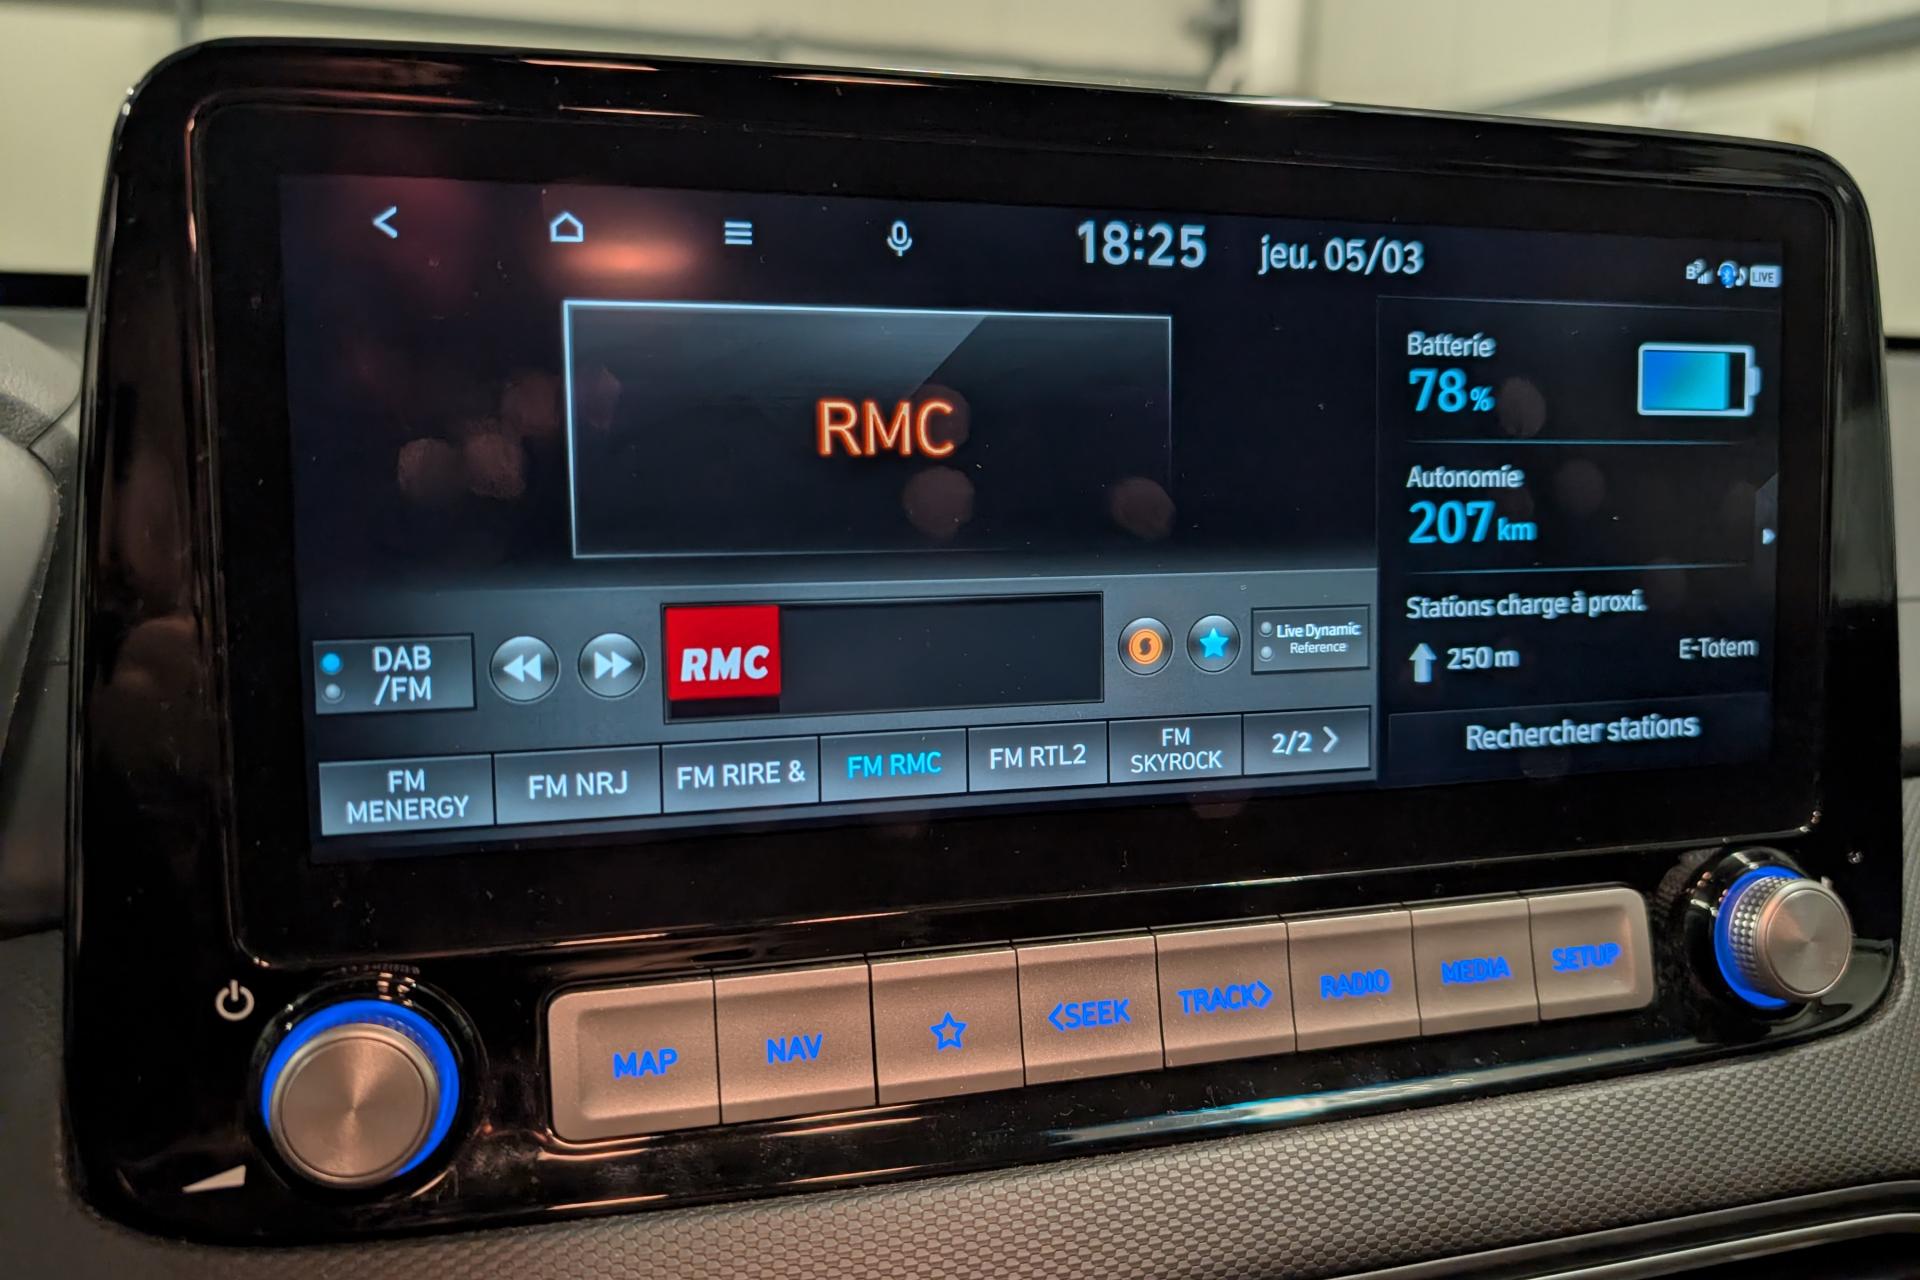 18:25 jeu. 05/03
LIVE
RMC
Batterie
78%
Autonomie
207 km
Stations charge à proxi.
250 m E-Totem
Rechercher stations
DAB
/FM
RMC
Live Dynamic
Reference
FM
MENERGY
FM NRJ
FM RIRE &
FM RMC
FM RTL2
FM
SKYROCK
2/2 >
MAP
NAV
<SEEK
TRACK>
RADIO
MEDIA
SETUP